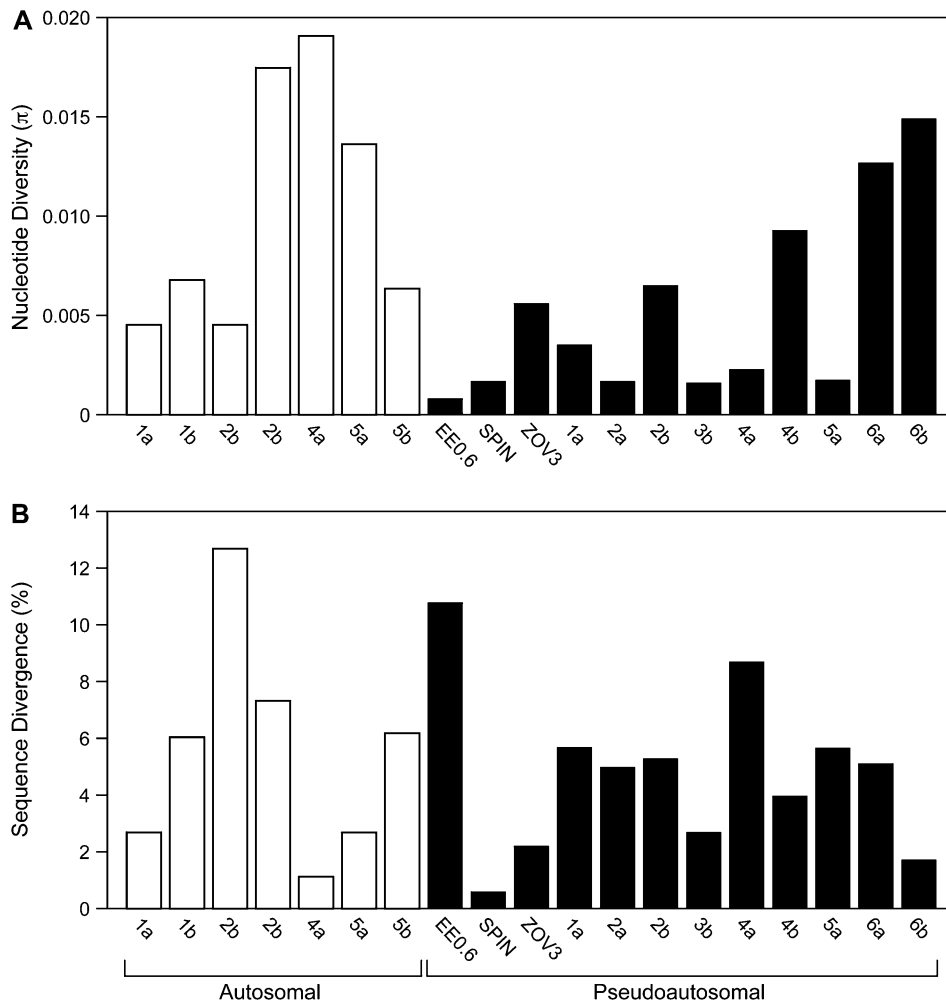 A
Nucleotide Diversity (π)
0.020
0.015
0.010
0.005
0
1a 1b 2b 2b 4a 5a 5b EE0.6 SPIN ZOV3 1a 2a 2b 3b 4a 4b 5a 6a 6b
B
Sequence Divergence (%)
14
12
10
8
6
4
2
0
1a 1b 2b 2b 4a 5a 5b EE0.6 SPIN ZOV3 1a 2a 2b 3b 4a 4b 5a 6a 6b
Autosomal Pseudoautosomal